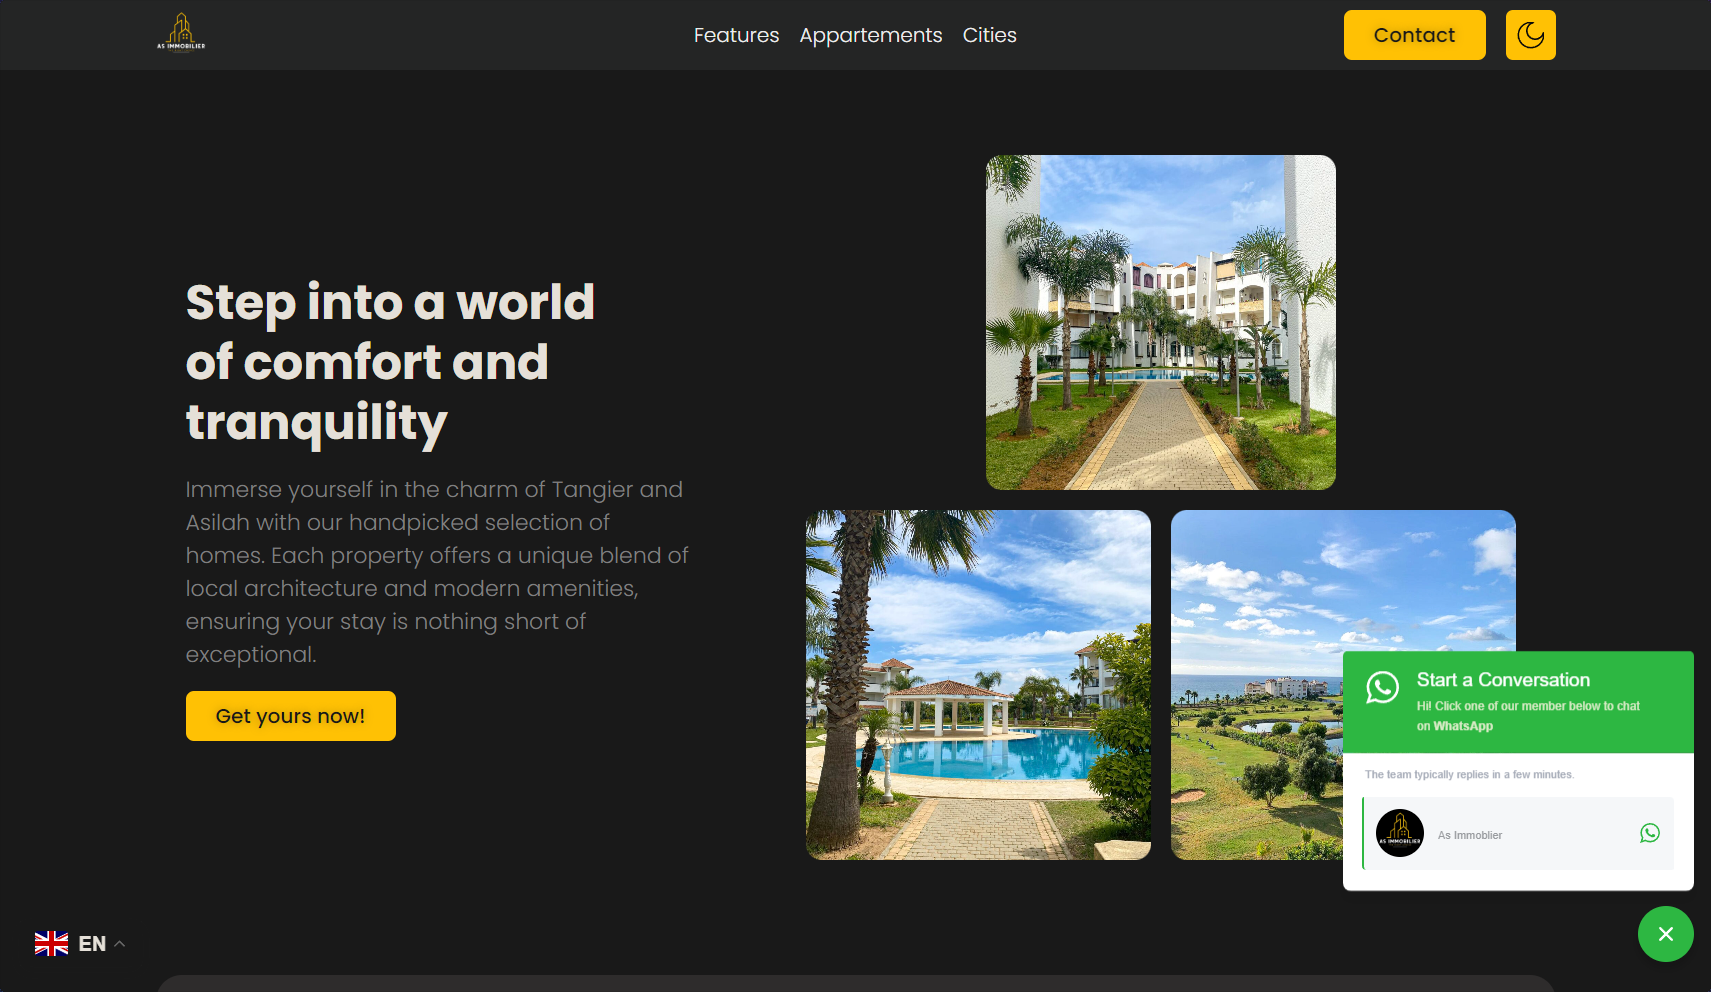 AS IMMOBILIER
Features
Appartements
Cities
Contact
Step into a world
of comfort and
tranquility
Immerse yourself in the charm of Tangier and
Asilah with our handpicked selection of
homes. Each property offers a unique blend of
local architecture and modern amenities,
ensuring your stay is nothing short of
exceptional.
Get yours now!
Start a Conversation
Hi! Click one of our member below to chat
on WhatsApp
The team typically replies in a few minutes.
AS IMMOBILIER
As Immoblier
EN